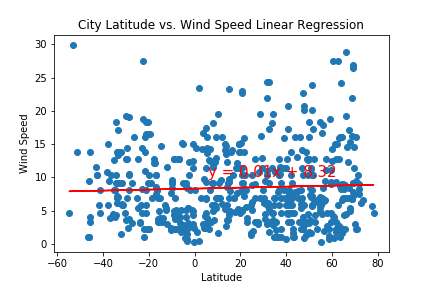 City Latitude vs. Wind Speed Linear Regression
30
25
20
15
10
5
0
Wind Speed
y = 0.01x + 8.32
−60 −40 −20 0 20 40 60 80
Latitude